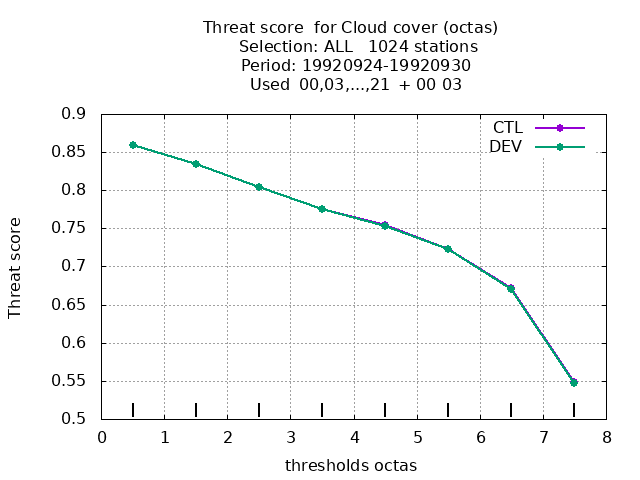 Threat score  for Cloud cover (octas)
Selection: ALL   1024 stations
Period: 19920924-19920930
Used  00,03,...,21  + 00 03
CTL
DEV
0.9
0.85
0.8
0.75
0.7
0.65
0.6
0.55
0.5
Threat score
0 1 2 3 4 5 6 7 8
thresholds octas